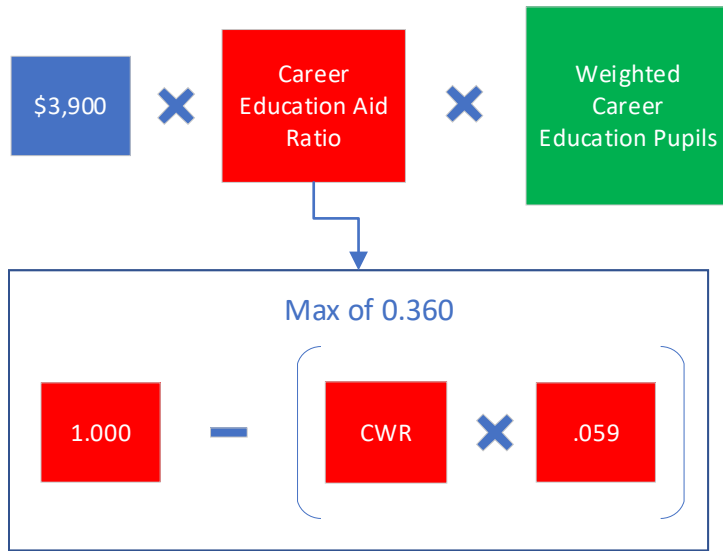 $3,900
Career
Education Aid
Ratio
Weighted
Career
Education Pupils
Max of 0.360
1.000
CWR
.059